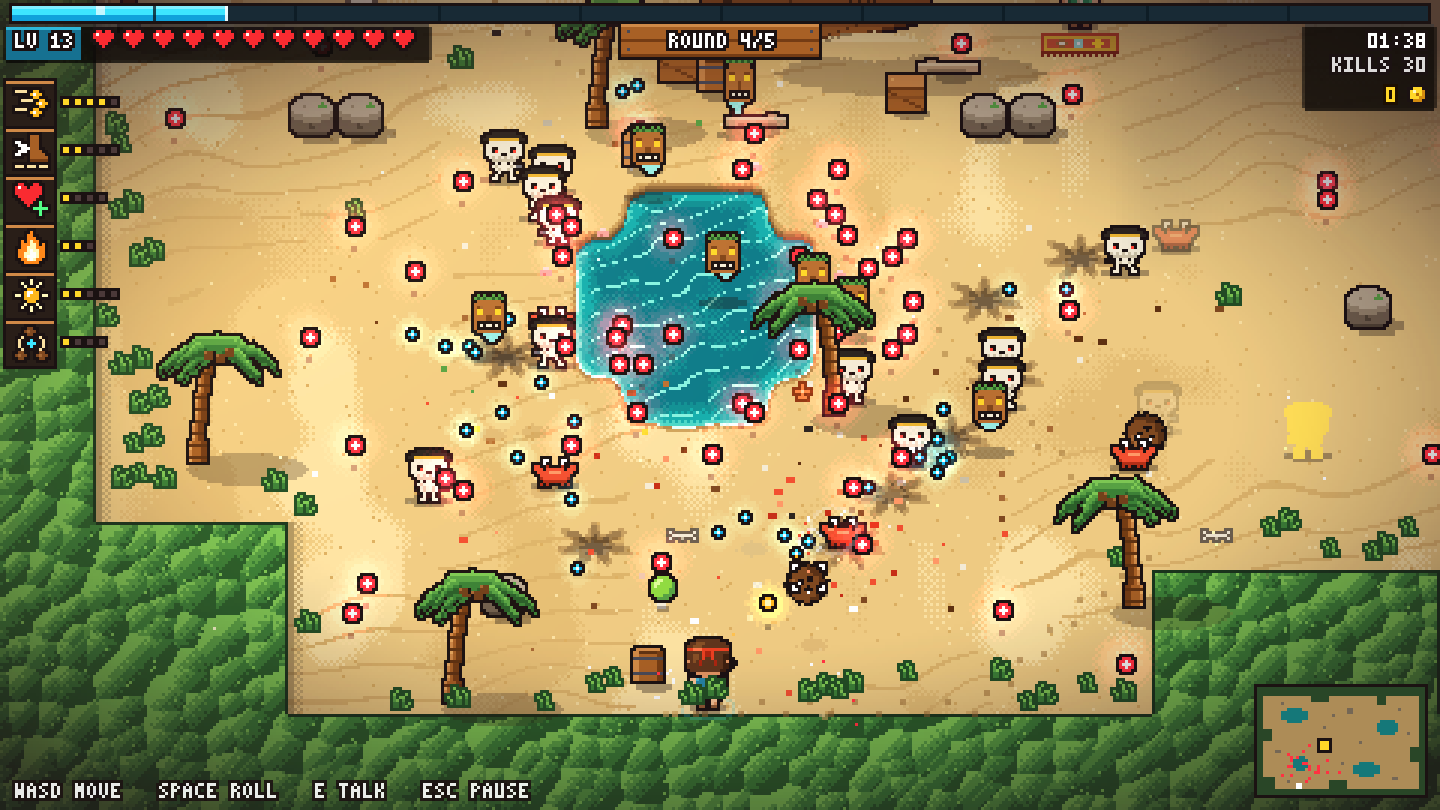 LV 13
ROUND 4/5
01:38
KILLS 30
0
WASD MOVE SPACE ROLL E TALK ESC PAUSE